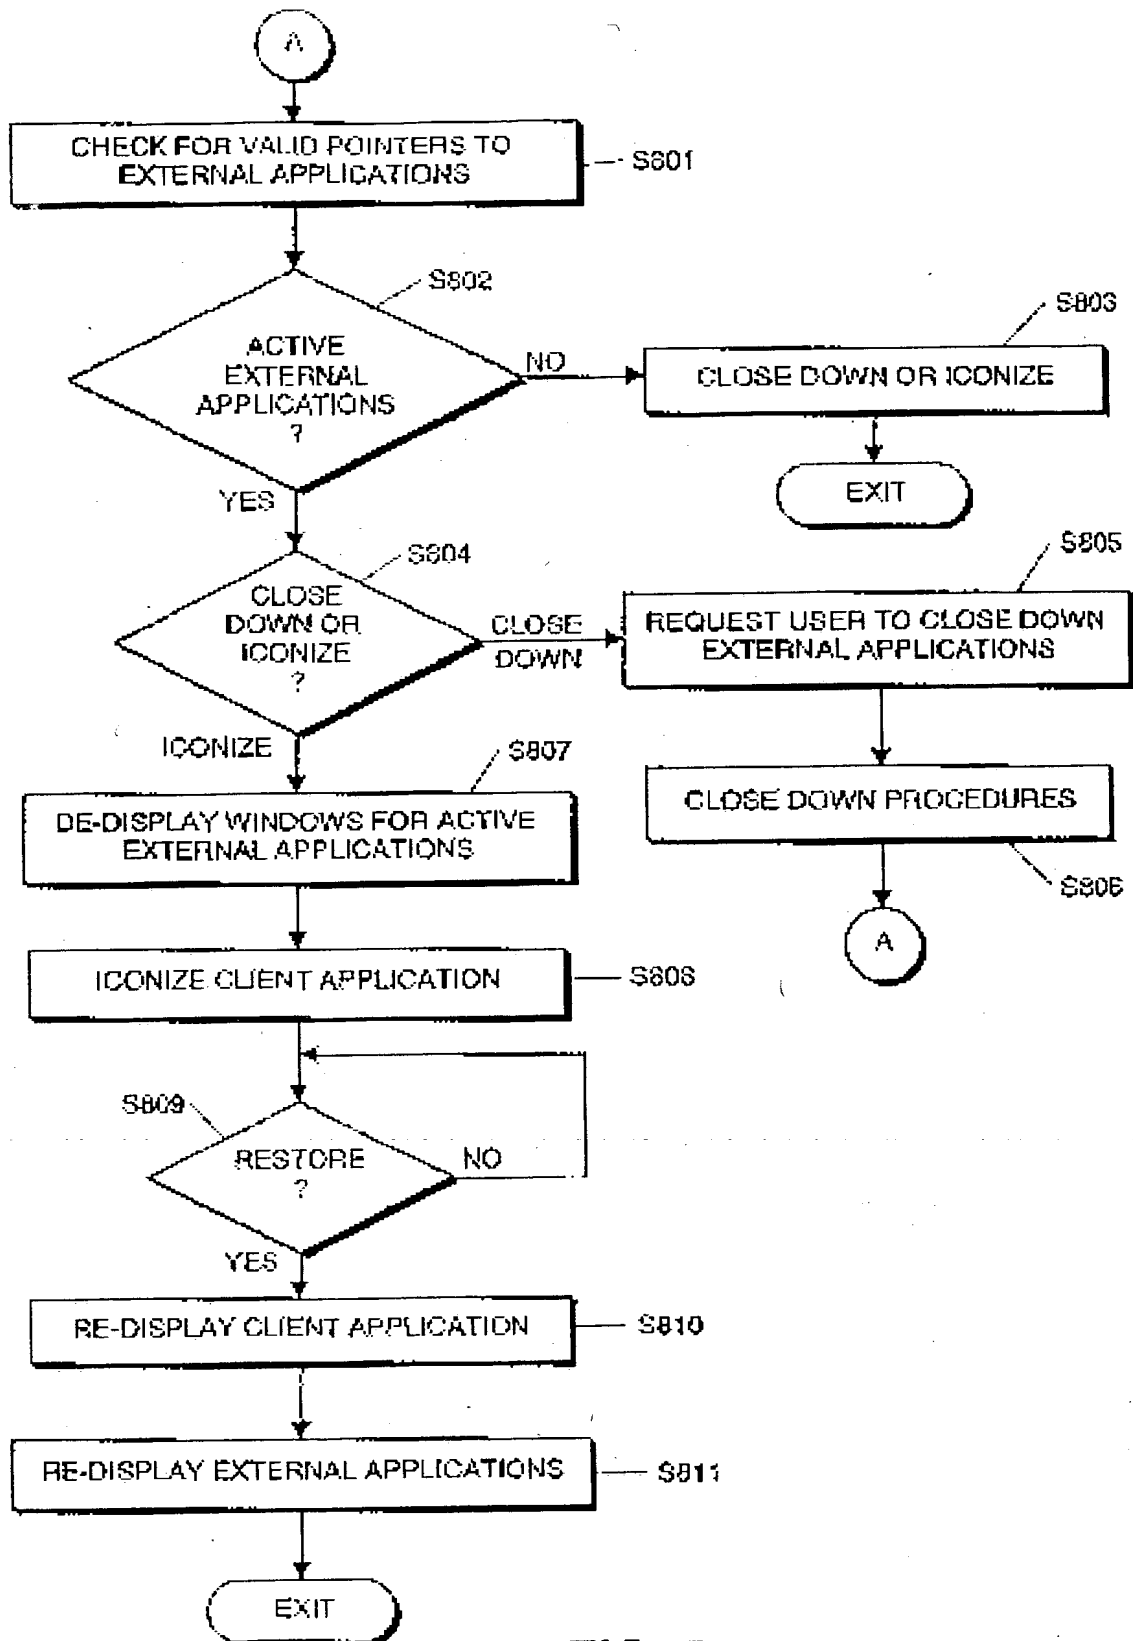 A
CHECK FOR VALID POINTERS TO
EXTERNAL APPLICATIONS
S801
S802
ACTIVE
EXTERNAL
APPLICATIONS
?
NO
S803
CLOSE DOWN OR ICONIZE
EXIT
YES
S804
CLOSE
DOWN OR
ICONIZE
?
CLOSE
DOWN
S805
REQUEST USER TO CLOSE DOWN
EXTERNAL APPLICATIONS
ICONIZE
S807
CLOSE DOWN PROCEDURES
S806
A
DE-DISPLAY WINDOWS FOR ACTIVE
EXTERNAL APPLICATIONS
ICONIZE CLIENT APPLICATION
S808
S809
RESTORE
?
NO
YES
RE-DISPLAY CLIENT APPLICATION
S810
RE-DISPLAY EXTERNAL APPLICATIONS
S811
EXIT